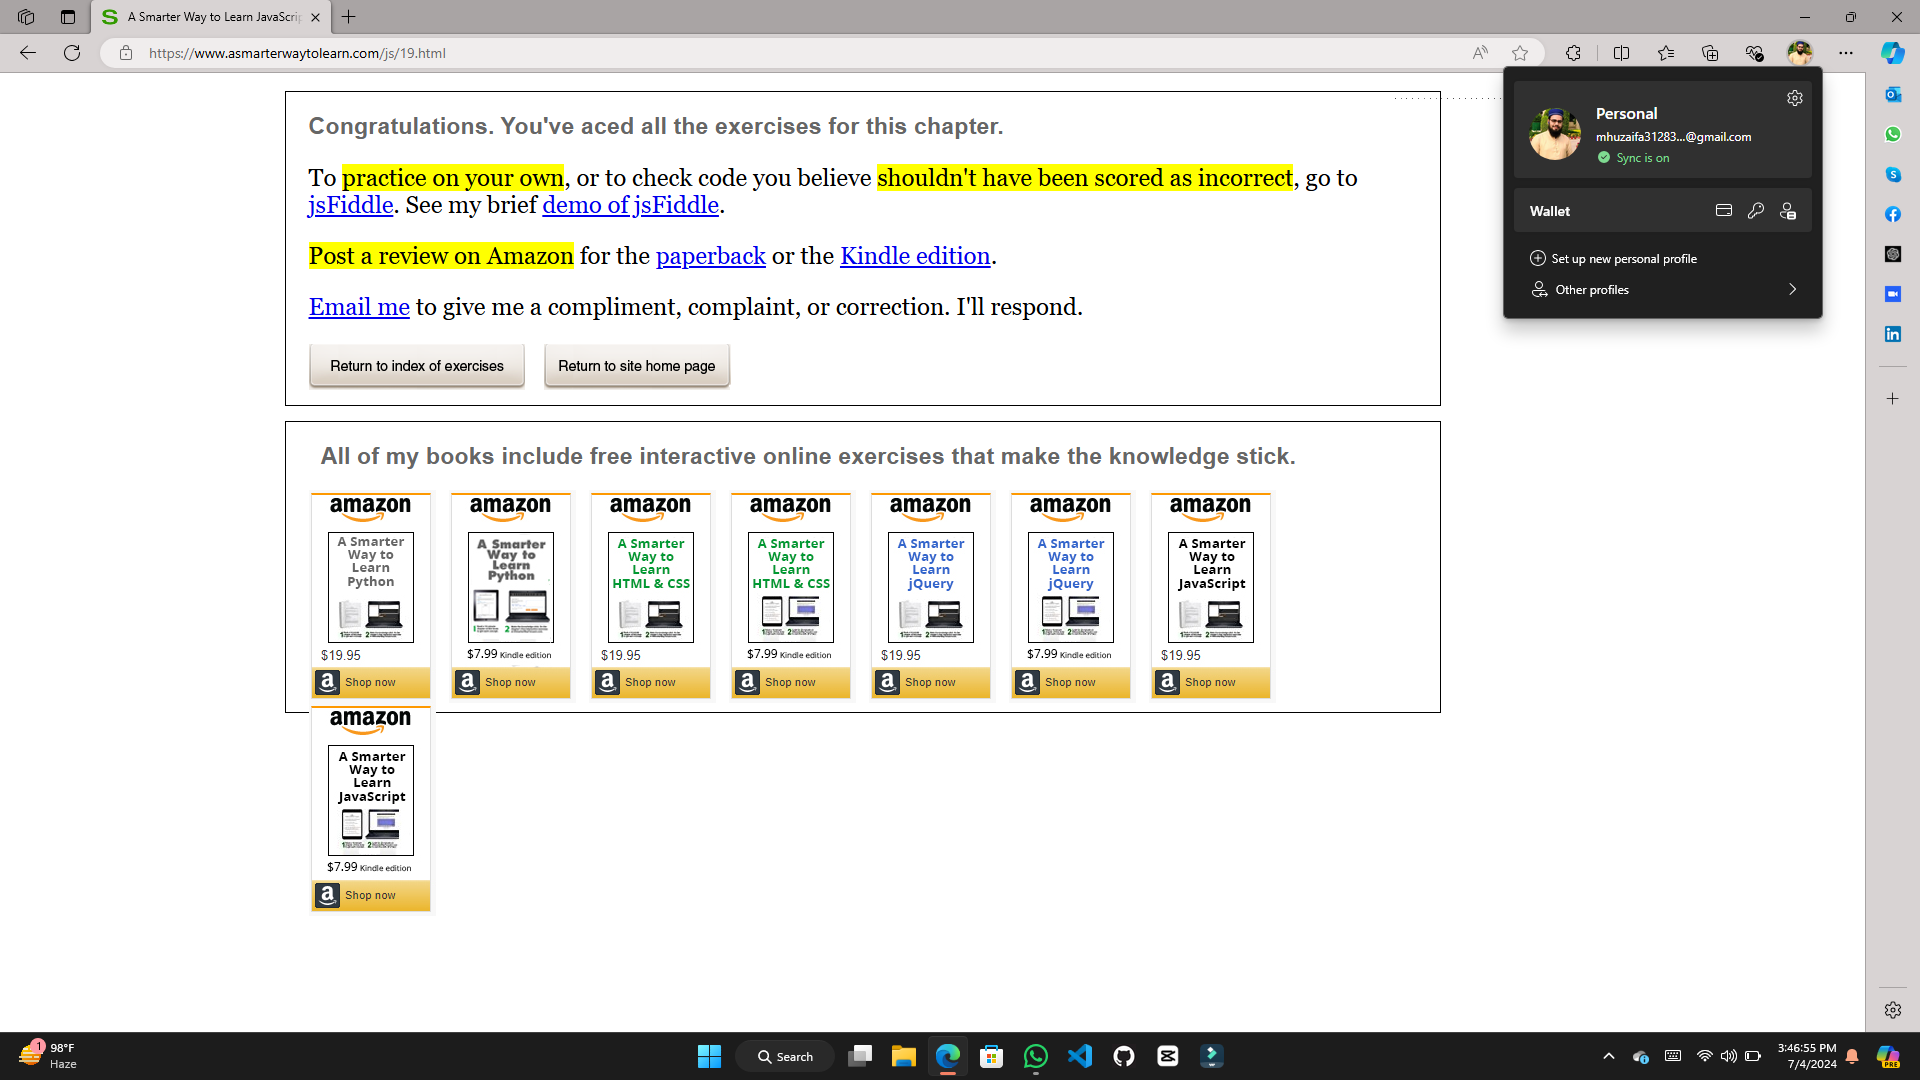 A Smarter Way to Learn JavaScri
https://www.asmarterwaytolearn.com/js/19.html
Personal
mhuzaifa31283...@gmail.com
Sync is on
Wallet
Set up new personal profile
Other profiles
Congratulations. You've aced all the exercises for this chapter.
To practice on your own, or to check code you believe shouldn't have been scored as incorrect, go to
jsFiddle. See my brief demo of jsFiddle.
Post a review on Amazon for the paperback or the Kindle edition.
Email me to give me a compliment, complaint, or correction. I'll respond.
Return to index of exercises Return to site home page
All of my books include free interactive online exercises that make the knowledge stick.
amazon amazon amazon amazon amazon amazon amazon
A Smarter A Smarter A Smarter A Smarter A Smarter A Smarter A Smarter
Way to Way to Way to Way to Way to Way to Way to
Learn Learn Learn Learn Learn Learn Learn
Python Python HTML & CSS HTML & CSS jQuery jQuery JavaScript
$19.95 $7.99 Kindle edition $19.95 $7.99 Kindle edition $19.95 $7.99 Kindle edition $19.95
a Shop now a Shop now a Shop now a Shop now a Shop now a Shop now a Shop now
amazon
A Smarter
Way to
Learn
JavaScript
$7.99 Kindle edition
a Shop now
1 98°F
Haze
Search
3:46:55 PM
7/4/2024
PRE